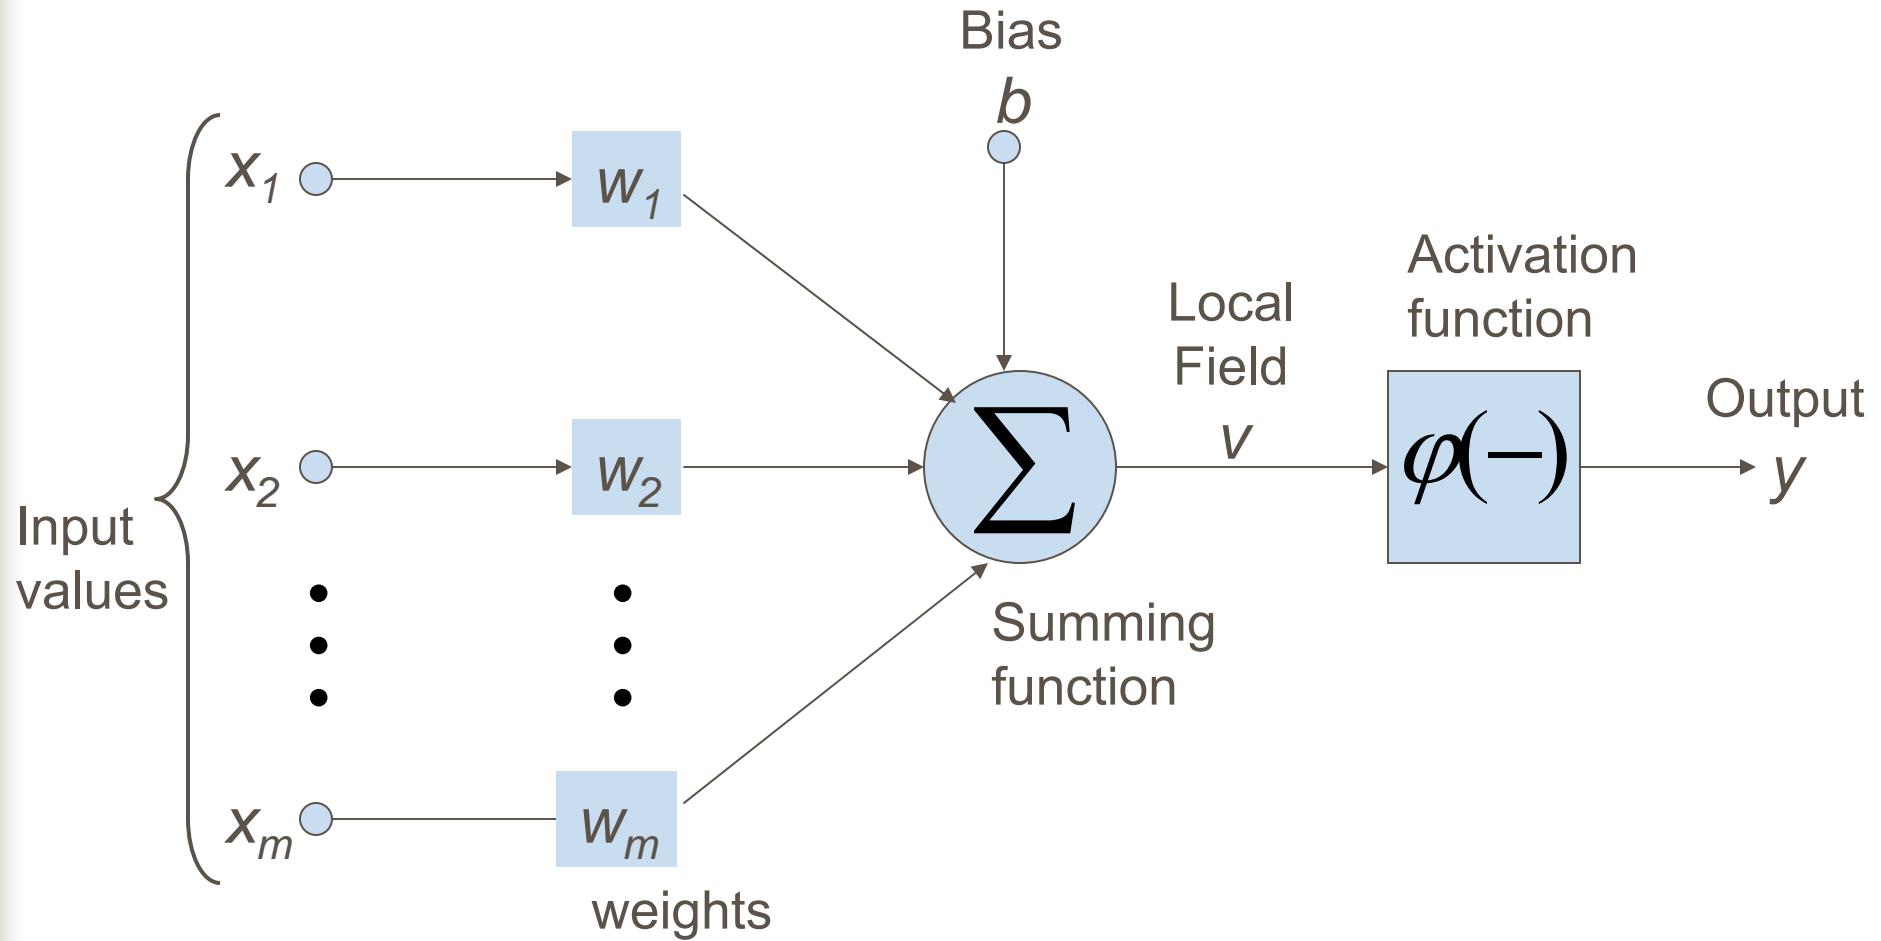 Bias
b
x1
w1
Activation
function
Local
Field
v
Output
y
x2
w2
∑
φ(−)
Input
values
Summing
function
xm
wm
weights